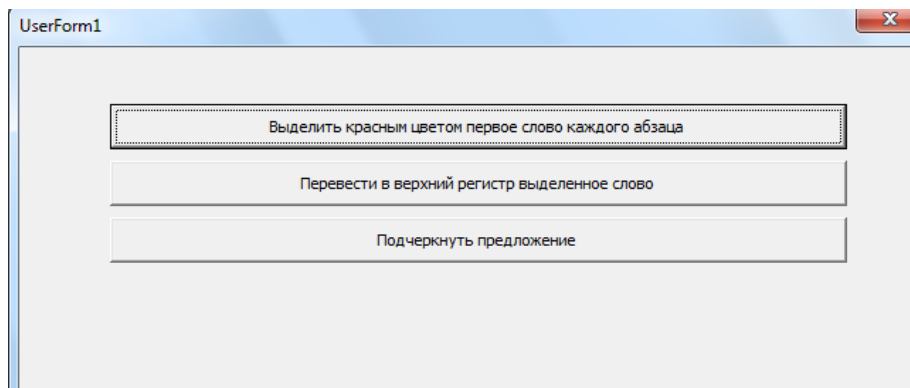 UserForm1
Выделить красным цветом первое слово каждого абзаца
Перевести в верхний регистр выделенное слово
Подчеркнуть предложение